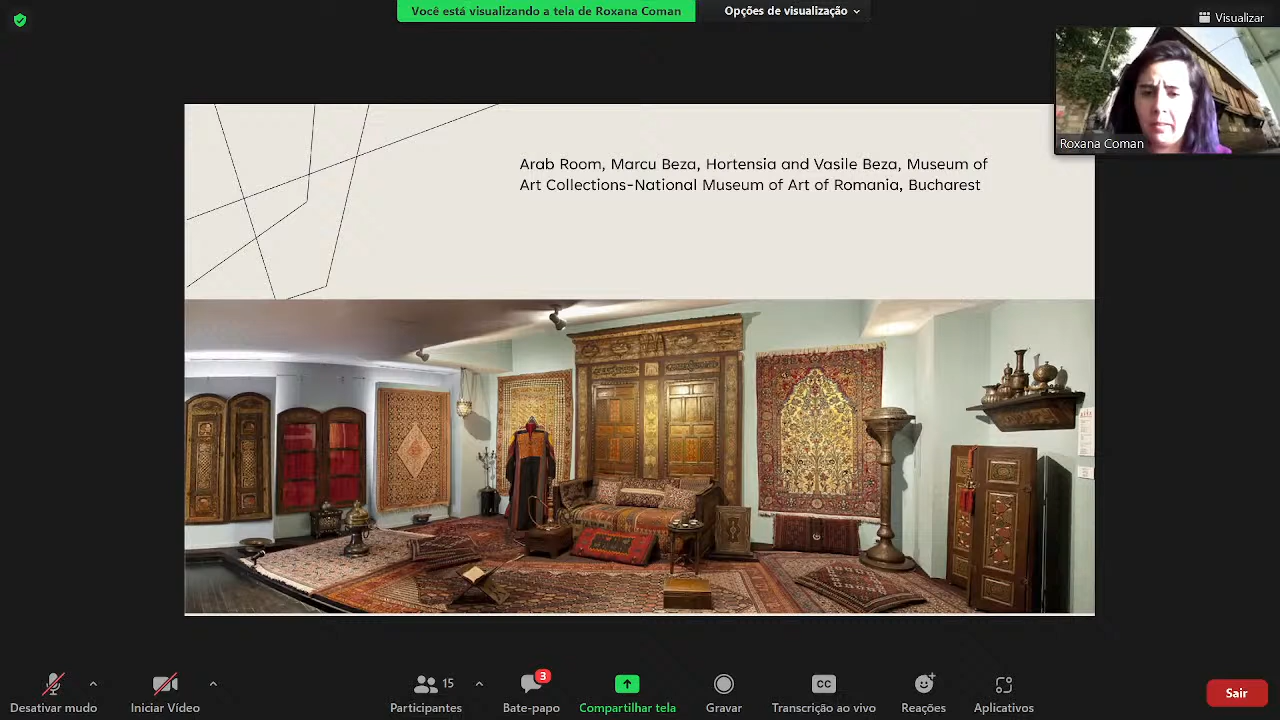 Você está visualizando a tela de Roxana Coman
Opções de visualização
Visualizar
Roxana Coman
Arab Room, Marcu Beza, Hortensia and Vasile Beza, Museum of
Art Collections-National Museum of Art of Romania, Bucharest
Desativar mudo
Iniciar Vídeo
15
Participantes
3
Bate-papo
Compartilhar tela
Gravar
CC
Transcrição ao vivo
Reações
Aplicativos
Sair